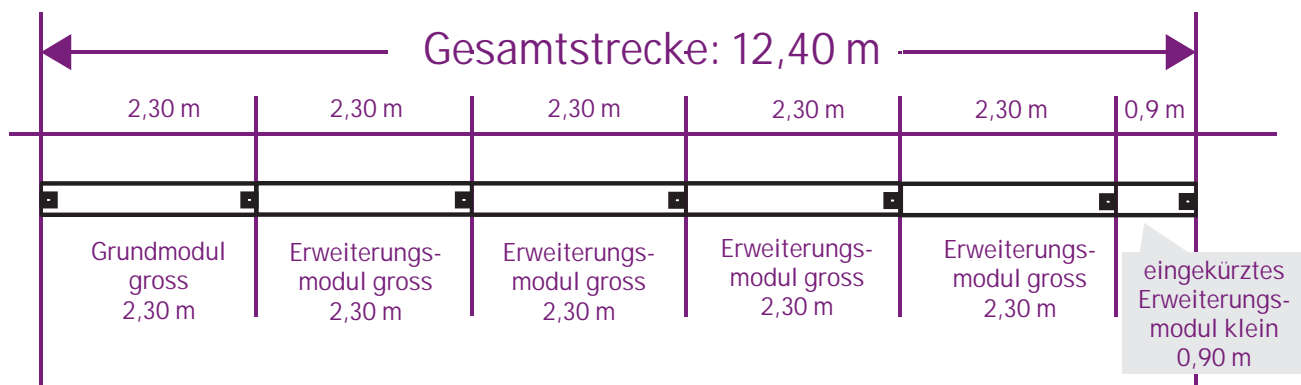 Gesamtstrecke: 12,40 m
2,30 m
2,30 m
2,30 m
2,30 m
2,30 m
0,9 m
Grundmodul
gross
2,30 m
Erweiterungs-
modul gross
2,30 m
Erweiterungs-
modul gross
2,30 m
Erweiterungs-
modul gross
2,30 m
Erweiterungs-
modul gross
2,30 m
eingekürztes
Erweiterungs-
modul klein
0,90 m